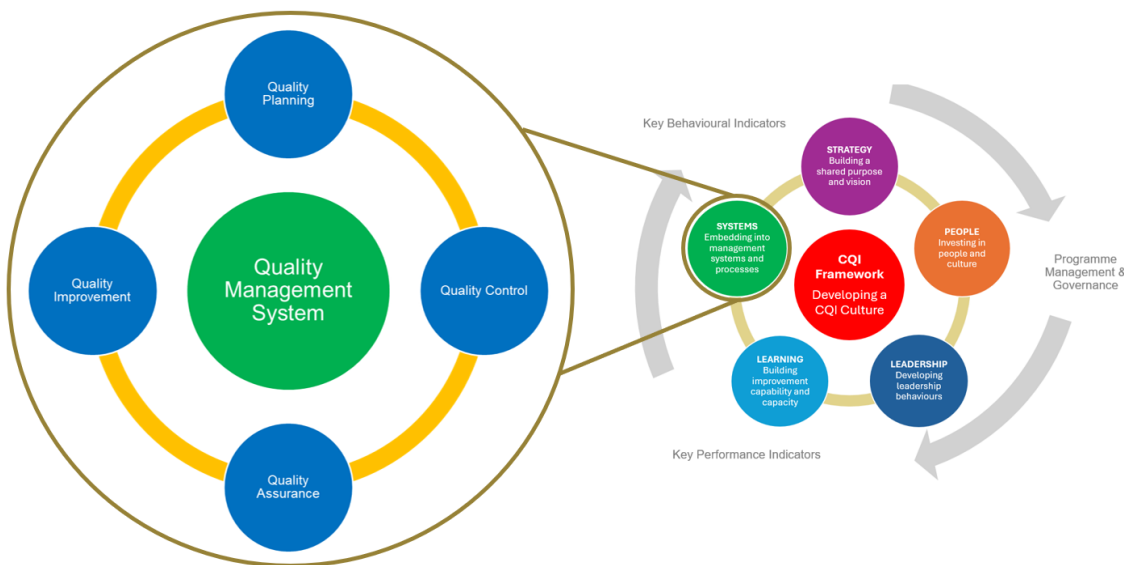 Quality
Planning
Quality
Improvement
Quality
Management
System
Quality Control
Quality
Assurance
Key Behavioural Indicators
STRATEGY
Building a
shared purpose
and vision
SYSTEMS
Embedding into
management
systems and
processes
CQI
Framework
Developing a
CQI Culture
PEOPLE
Investing in
people and
culture
Programme
Management &
Governance
LEARNING
Building
improvement
capability and
capacity
LEADERSHIP
Developing
leadership
behaviours
Key Performance Indicators